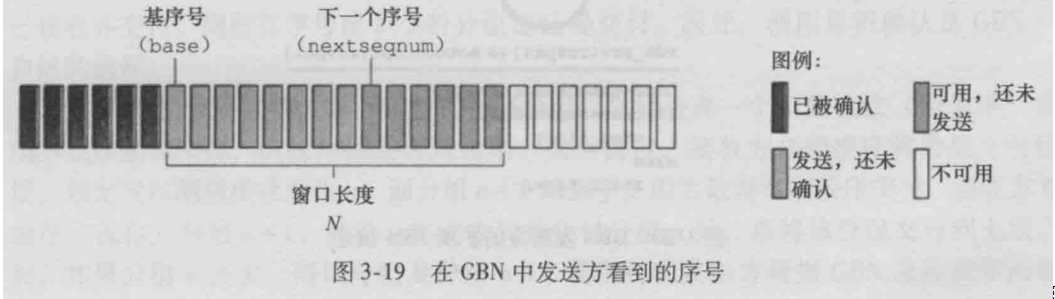 基序号
(base)
下一个序号
(nextseqnum)
窗口长度
N
图例：
已被确认
可用，还未
发送
发送，还未
确认
不可用
图3-19 在 GBN 中发送方看到的序号